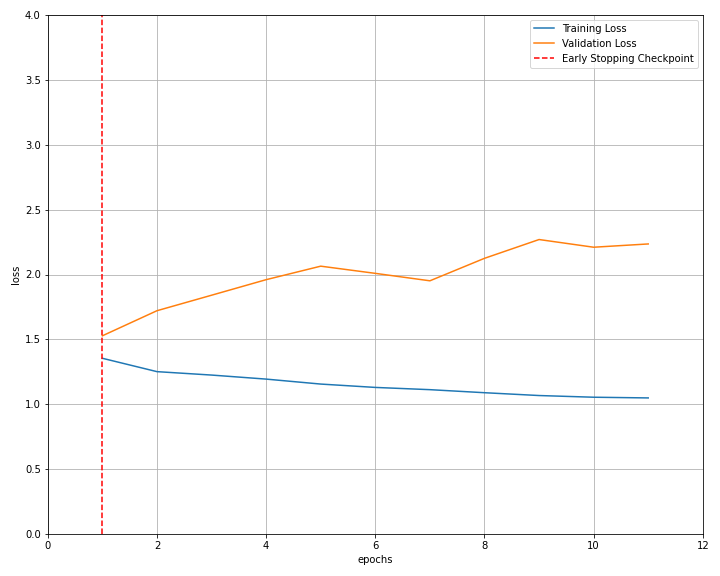 4.0
3.5
3.0
2.5
2.0
1.5
1.0
0.5
0.0
loss
Training Loss
Validation Loss
Early Stopping Checkpoint
0 2 4 6 8 10 12
epochs